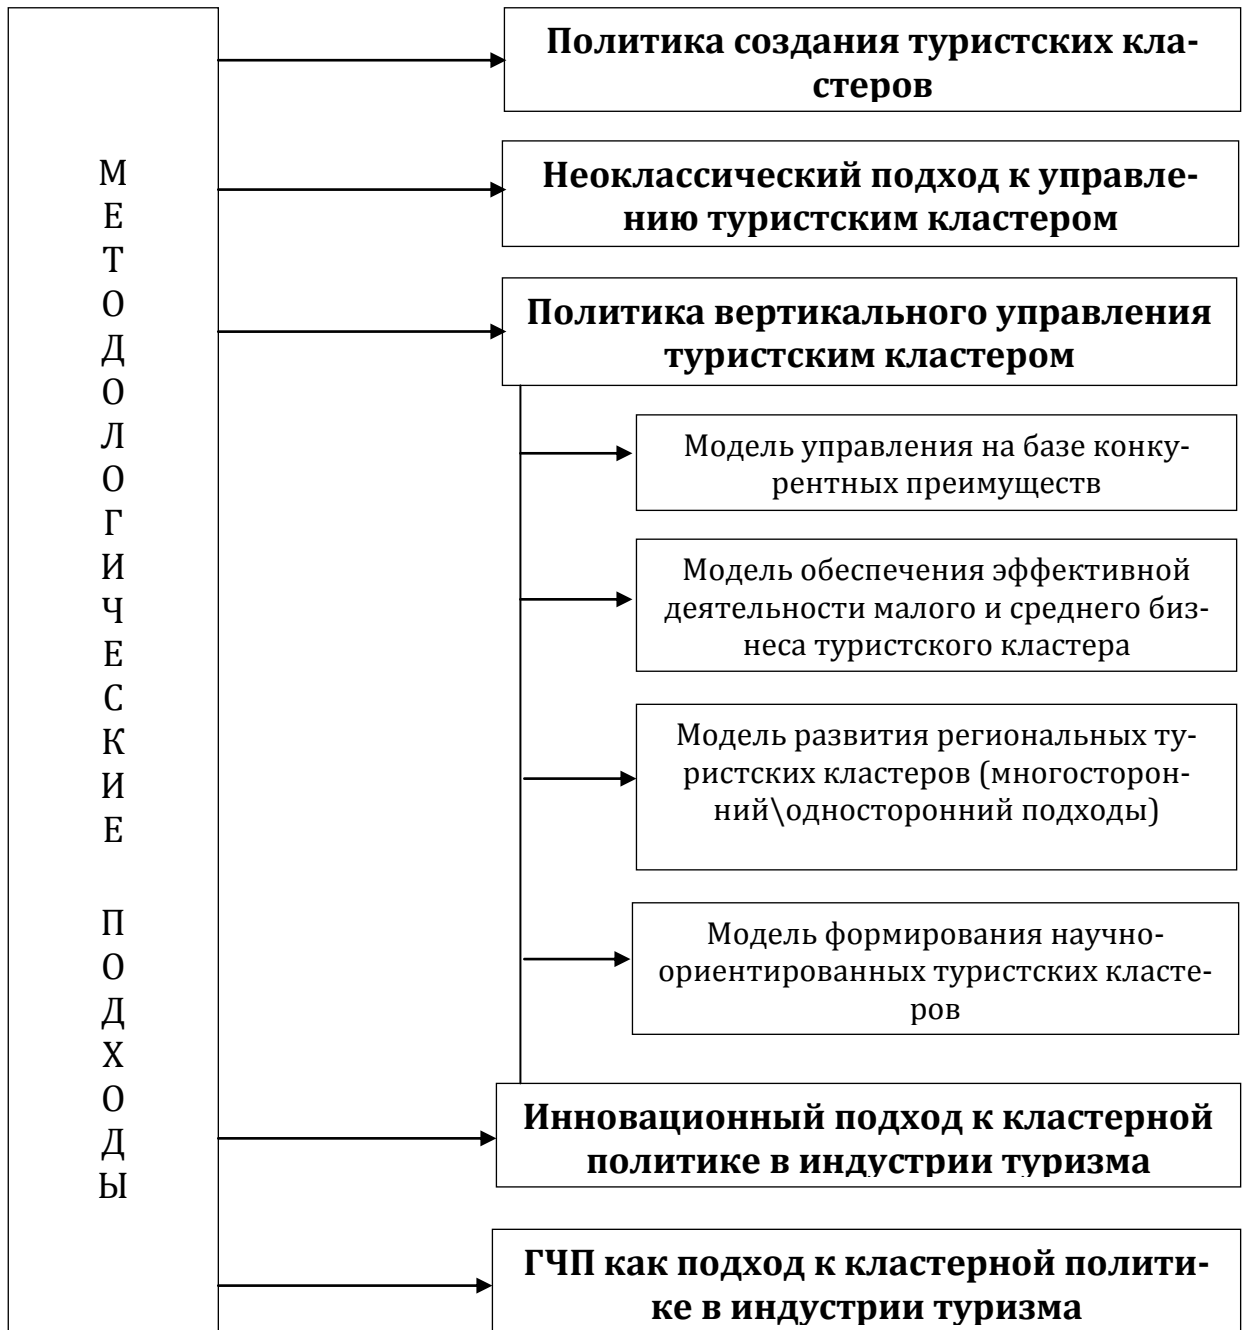 М
Е
Т
О
Д
О
Л
О
Г
И
Ч
Е
С
К
И
Е
П
О
Д
Х
О
Д
Ы
Политика создания туристских кла-
стеров
Неоклассический подход к управле-
нию туристским кластером
Политика вертикального управления
туристским кластером
Модель управления на базе конку-
рентных преимуществ
Модель обеспечения эффективной
деятельности малого и среднего биз-
неса туристского кластера
Модель развития региональных ту-
ристских кластеров (многосторон-
ний\односторонний подходы)
Модель формирования научно-
ориентированных туристских класте-
ров
Инновационный подход к кластерной
политике в индустрии туризма
ГЧП как подход к кластерной полити-
ке в индустрии туризма